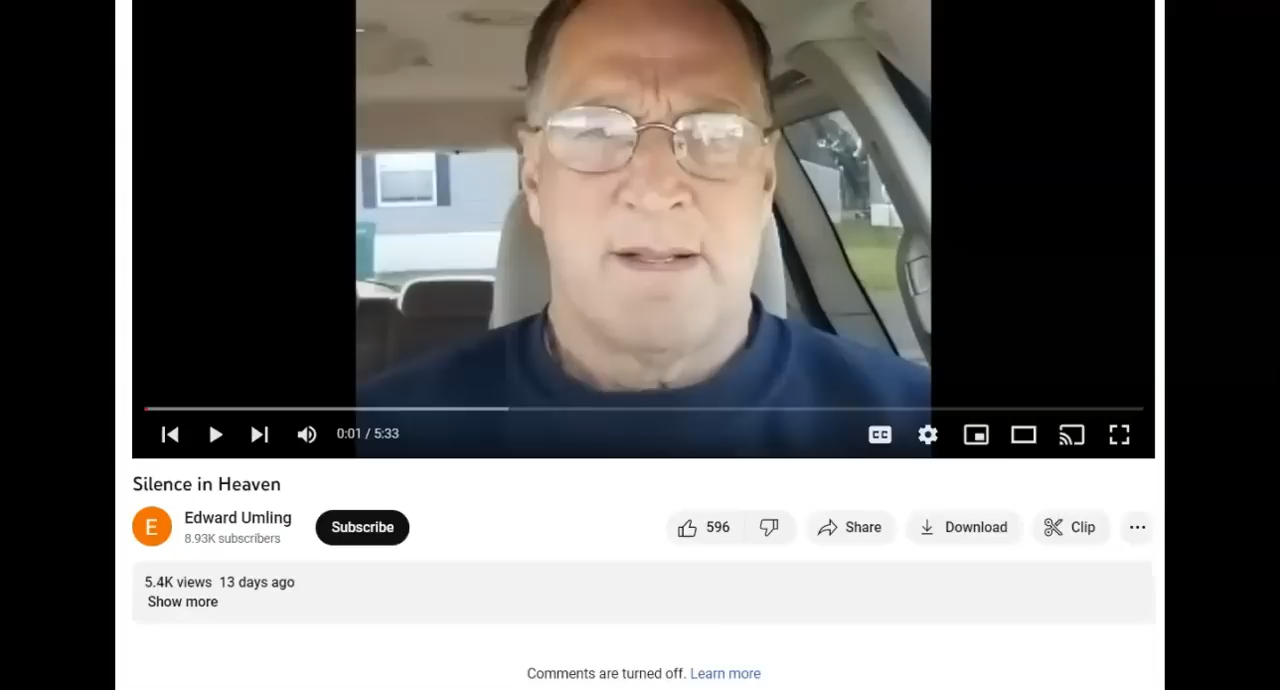 0:01 / 5:33
CC
Silence in Heaven
E
Edward Umling
8.93K subscribers
Subscribe
596
Share
Download
Clip
5.4K views 13 days ago
Show more
Comments are turned off. Learn more